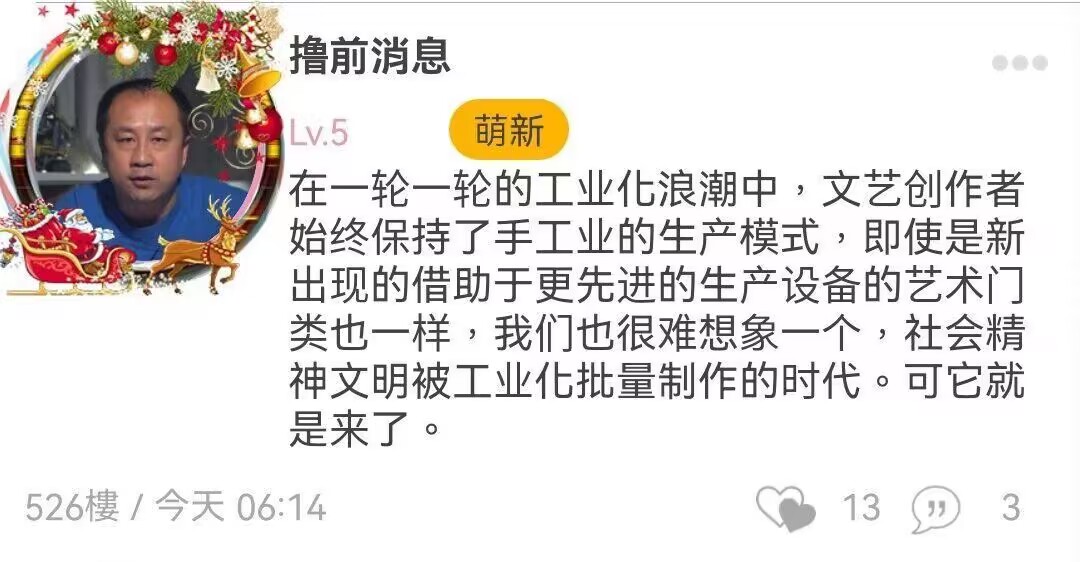 撸前消息
Lv.5
萌新
在一轮一轮的工业化浪潮中，文艺创作者
始终保持了手工业的生产模式，即使是新
出现的借助于更先进的生产设备的艺术门
类也一样，我们也很难想象一个，社会精
神文明被工业化批量制作的时代。可它就
是来了。
526樓 / 今天 06:14
13
3